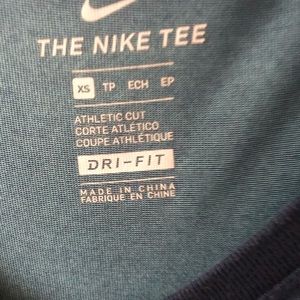 THE NIKE TEE
XS TP ECH EP
ATHLETIC CUT
CORTE ATLÉTICO
COUPE ATHLÉTIQUE
DRI-FIT
MADE IN CHINA
FABRIQUÉ EN CHINE